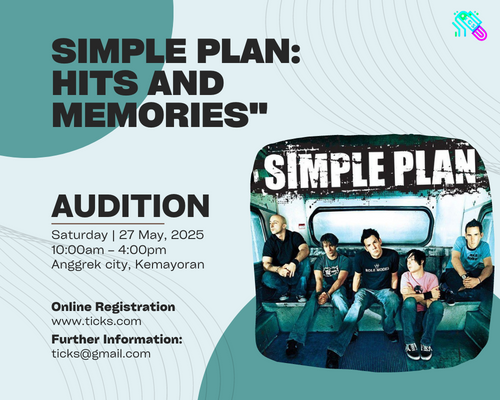 SIMPLE PLAN:
HITS AND
MEMORIES"
SIMPLE PLAN
AUDITION
Saturday | 27 May, 2025
10:00am – 4:00pm
Anggrek city, Kemayoran
Online Registration
www.ticks.com
Further Information:
ticks@gmail.com